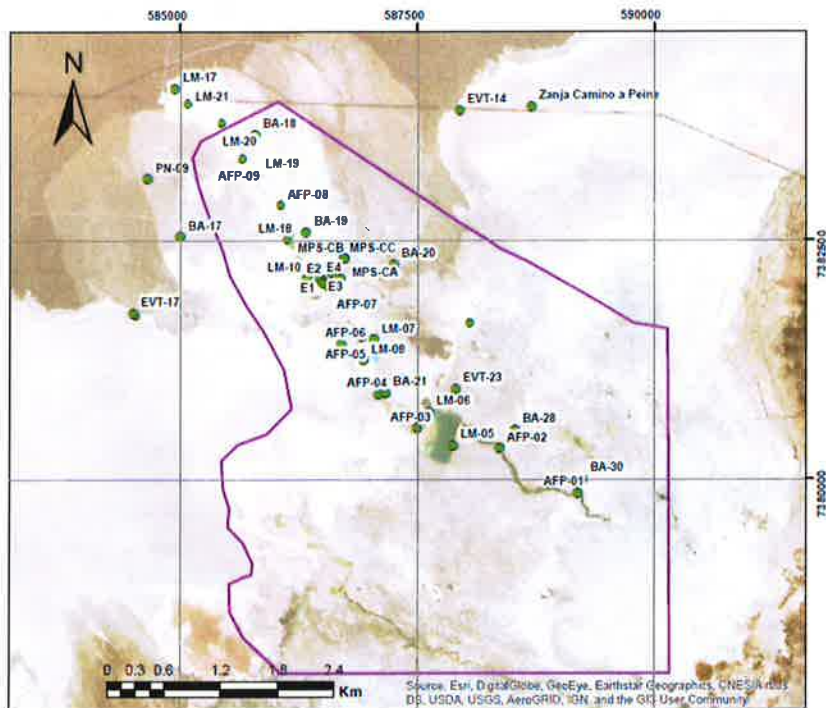 585000 587500 590000
N
LM-17
LM-21
EVT-14
Zanja Camino a Peine
BA-18
LM-20
LM-19
PN-09
AFP-09
AFP-08
BA-17
LM-18
BA-19
7382500
MPS-CB
MPS-CC
BA-20
LM-10
E2
E4
MPS-CA
E1
E3
AFP-07
EVT-17
AFP-06
LM-07
AFP-05
LM-08
AFP-04
BA-21
EVT-23
LM-06
AFP-03
BA-28
LM-05
AFP-02
BA-30
AFP-01
7380000
0 0.3 0.6 1.2 1.8 2.4
Km
Source, Esri, DigitalGlobe, GeoEye, Earthstar Geographics, CNES/Airbus
DS, USDA, USGS, AeroGRID, IGN, and the GIS User Community